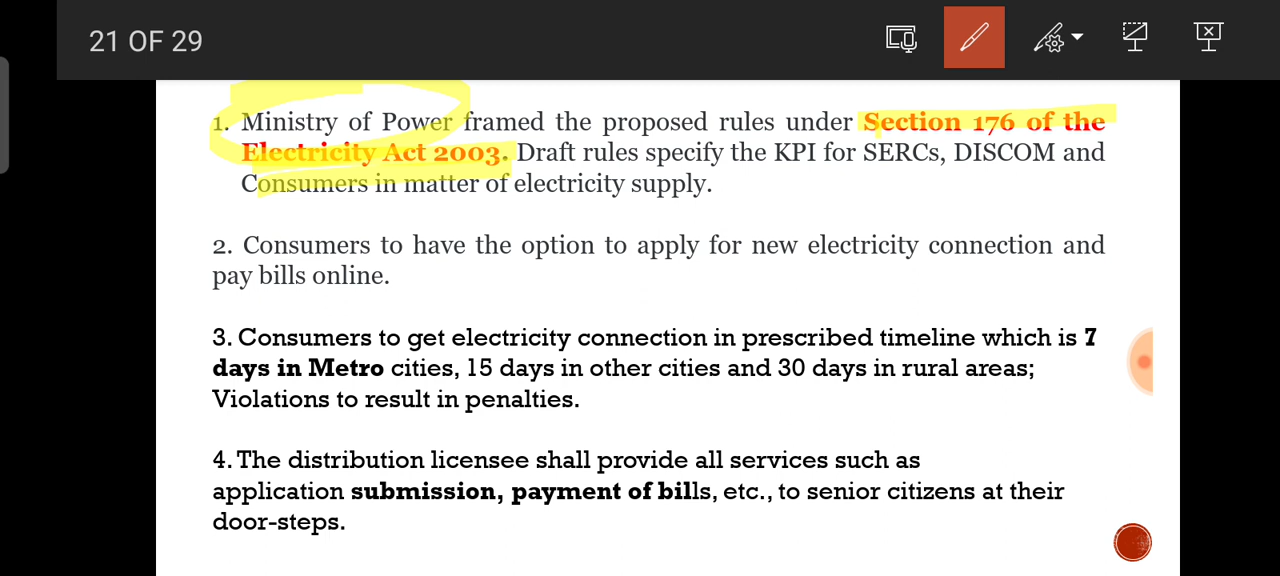 21 OF 29
1. Ministry of Power framed the proposed rules under Section 176 of the
Electricity Act 2003. Draft rules specify the KPI for SERCs, DISCOM and
Consumers in matter of electricity supply.
2. Consumers to have the option to apply for new electricity connection and
pay bills online.
3. Consumers to get electricity connection in prescribed timeline which is 7
days in Metro cities, 15 days in other cities and 30 days in rural areas;
Violations to result in penalties.
4. The distribution licensee shall provide all services such as
application submission, payment of bills, etc., to senior citizens at their
door-steps.